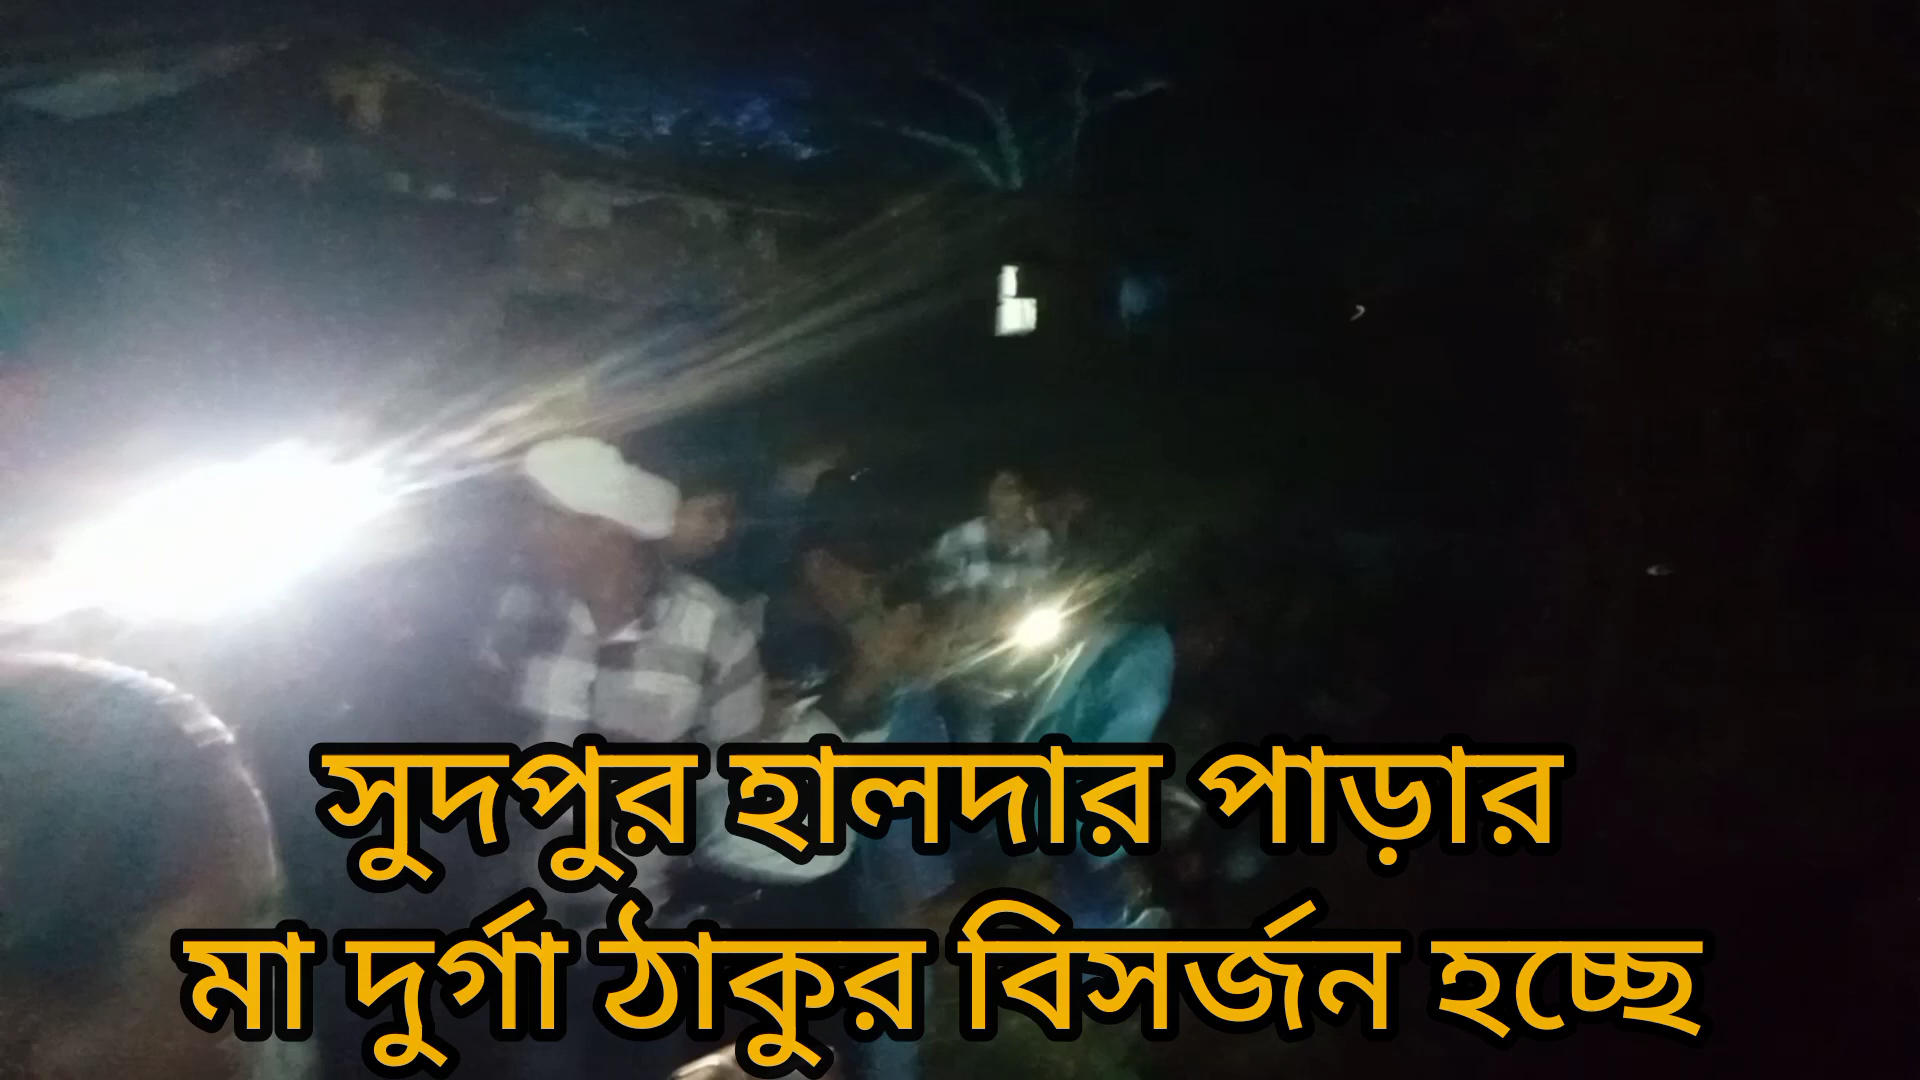 সুদপুর হালদার পাড়ার
মা দুর্গা ঠাকুর বিসর্জন হচ্ছে